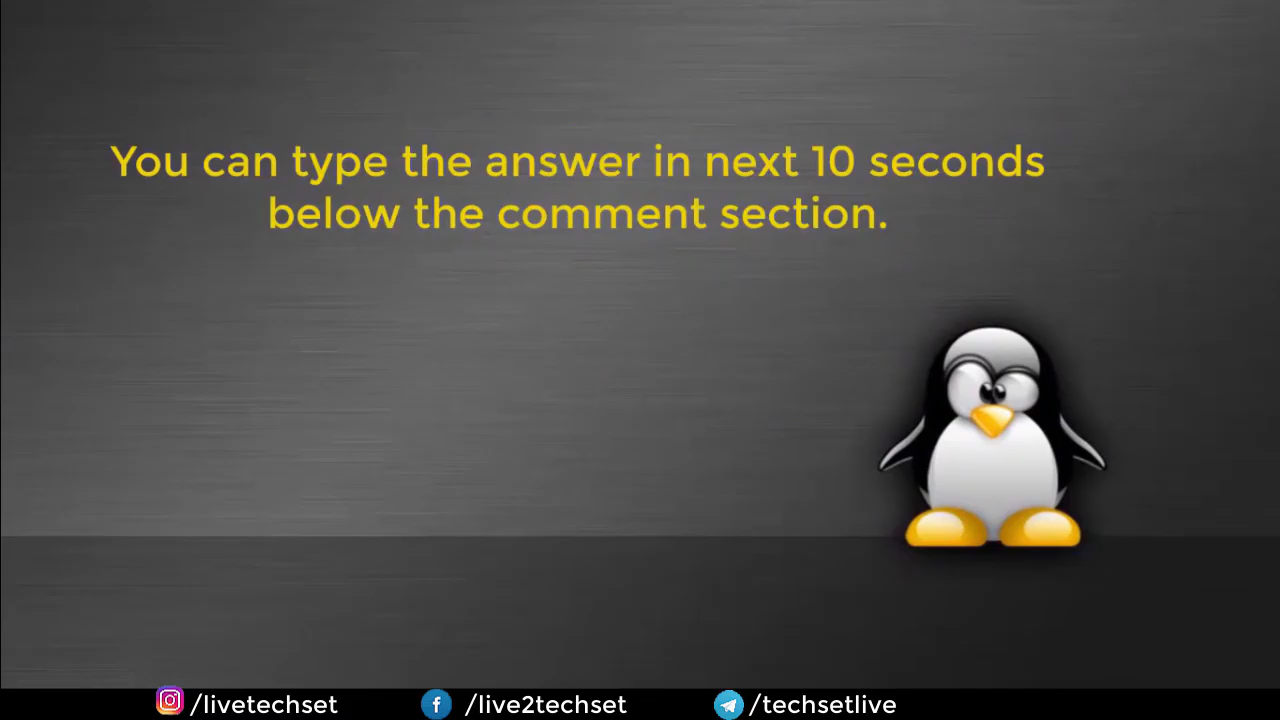 You can type the answer in next 10 seconds
below the comment section.
/livetechset /live2techset /techsetlive